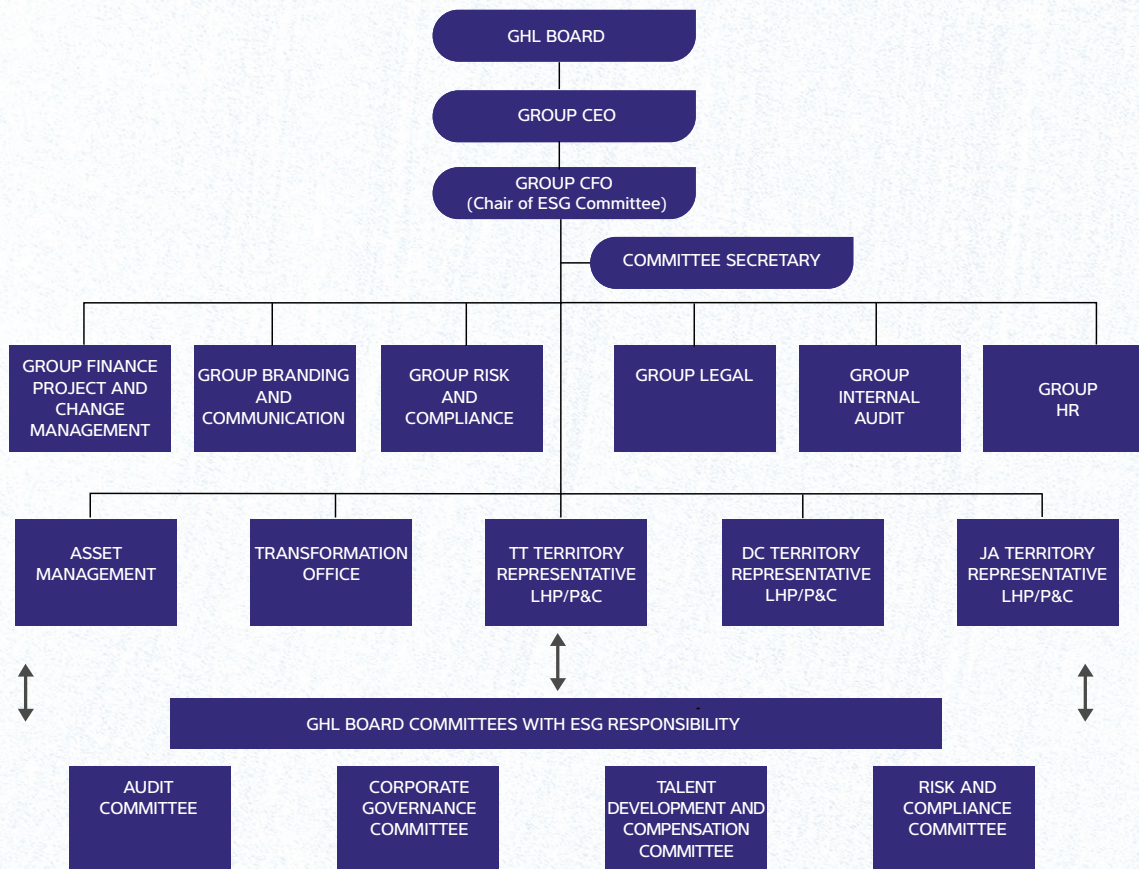 GHL BOARD
GROUP CEO
GROUP CFO
(Chair of ESG Committee)
COMMITTEE SECRETARY
GROUP FINANCE
PROJECT AND
CHANGE
MANAGEMENT
GROUP BRANDING
AND
COMMUNICATION
GROUP RISK
AND
COMPLIANCE
GROUP LEGAL
GROUP
INTERNAL
AUDIT
GROUP
HR
ASSET
MANAGEMENT
TRANSFORMATION
OFFICE
TT TERRITORY
REPRESENTATIVE
LHP/P&C
DC TERRITORY
REPRESENTATIVE
LHP/P&C
JA TERRITORY
REPRESENTATIVE
LHP/P&C
GHL BOARD COMMITTEES WITH ESG RESPONSIBILITY
AUDIT
COMMITTEE
CORPORATE
GOVERNANCE
COMMITTEE
TALENT
DEVELOPMENT AND
COMPENSATION
COMMITTEE
RISK AND
COMPLIANCE
COMMITTEE